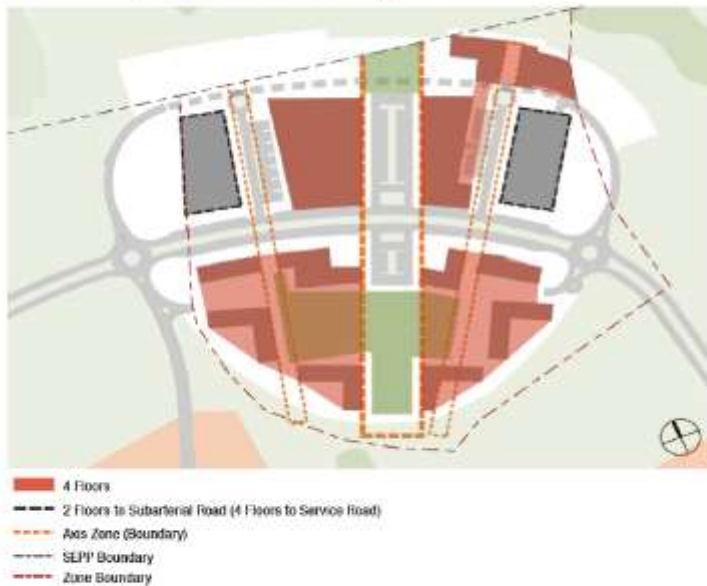 4 Floors
2 Floors to Subarterial Road (4 Floors to Service Road)
Axis Zone (Boundary)
SEPP Boundary
Zone Boundary